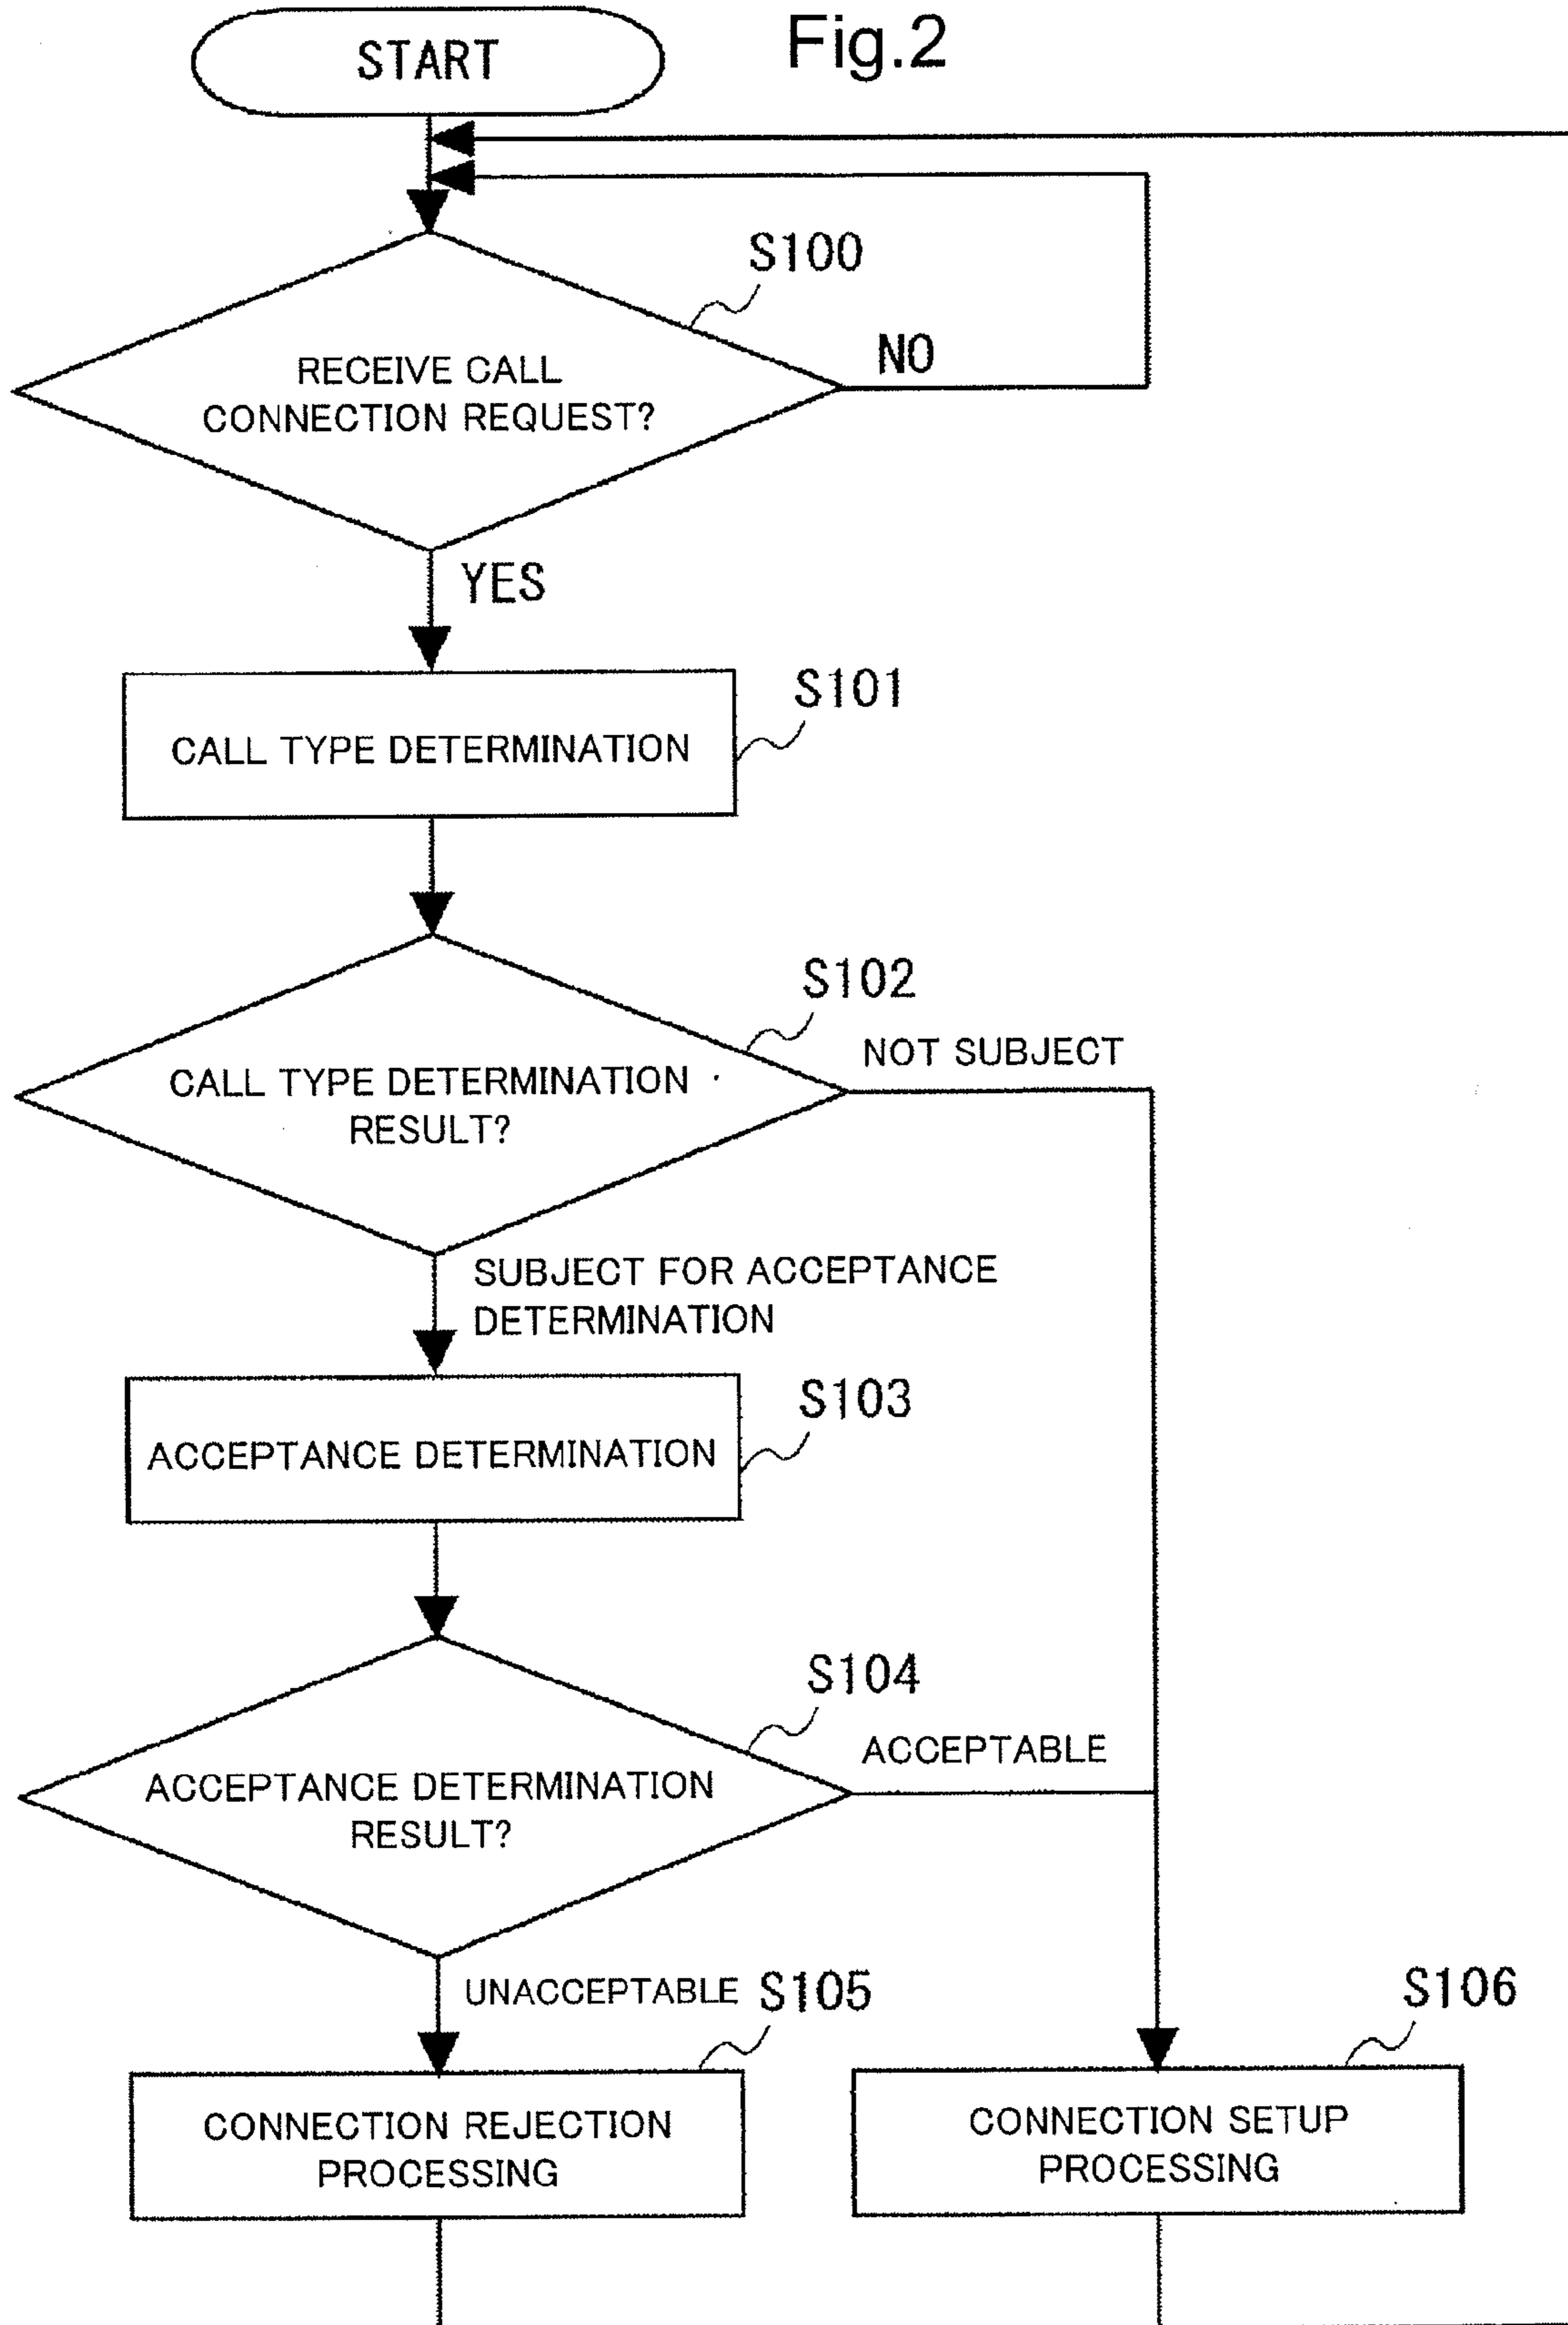 START
Fig.2
S100
RECEIVE CALL
CONNECTION REQUEST?
NO
YES
S101
CALL TYPE DETERMINATION
S102
NOT SUBJECT
CALL TYPE DETERMINATION
RESULT?
SUBJECT FOR ACCEPTANCE
DETERMINATION
S103
ACCEPTANCE DETERMINATION
S104
ACCEPTABLE
ACCEPTANCE DETERMINATION
RESULT?
UNACCEPTABLE
S105
S106
CONNECTION REJECTION
PROCESSING
CONNECTION SETUP
PROCESSING